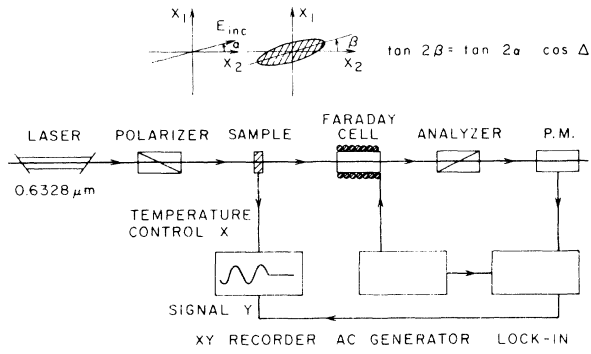 X1 X1
Einc
α β
X2 X2
tan 2β = tan 2α cos Δ
FARADAY
LASER POLARIZER SAMPLE CELL ANALYZER P.M.
0.6328 μm
TEMPERATURE
CONTROL X
SIGNAL Y
XY RECORDER AC GENERATOR LOCK-IN